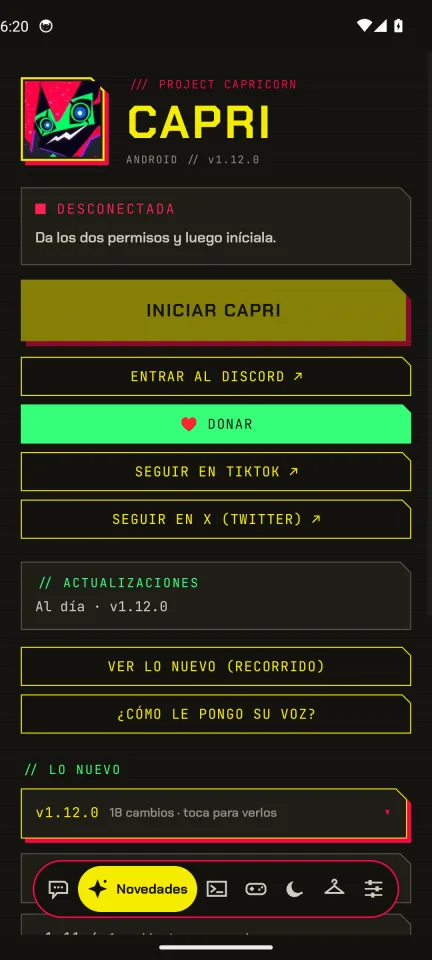 6:20
/// PROJECT CAPRICORN
CAPRI
ANDROID // v1.12.0
DESCONECTADA
Da los dos permisos y luego iníciala.
INICIAR CAPRI
ENTRAR AL DISCORD ↗
DONAR
SEGUIR EN TIKTOK ↗
SEGUIR EN X (TWITTER) ↗
// ACTUALIZACIONES
Al día · v1.12.0
VER LO NUEVO (RECORRIDO)
¿CÓMO LE PONGO SU VOZ?
// LO NUEVO
v1.12.0 18 cambios · toca para verlos
Novedades